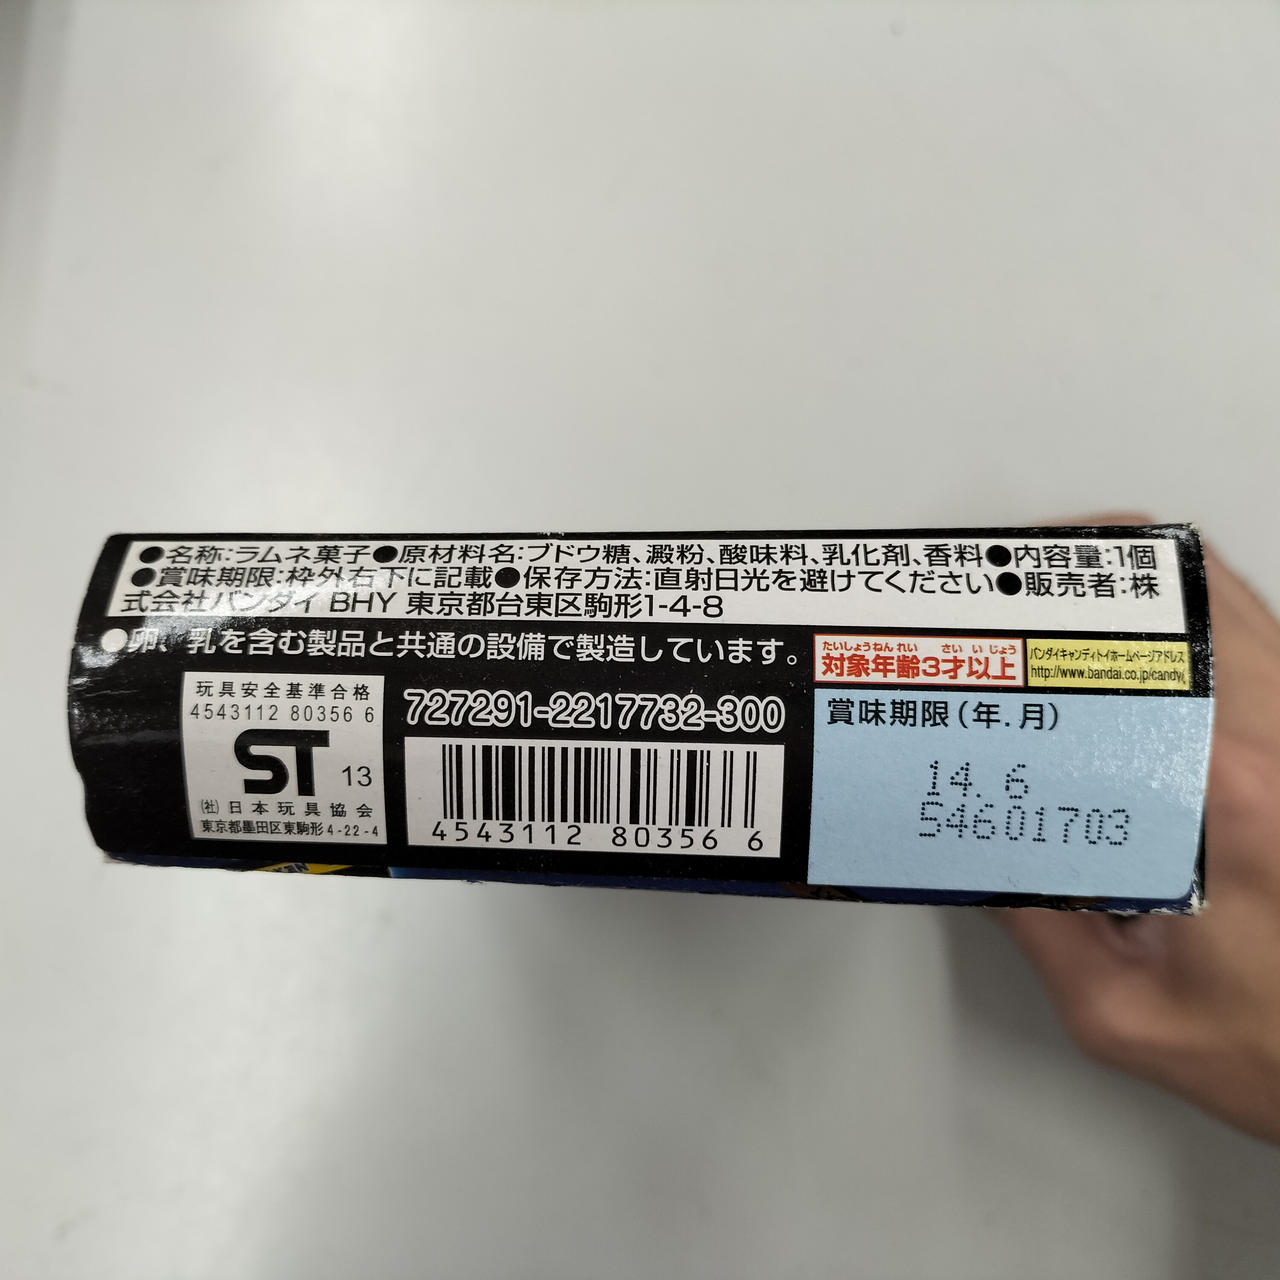 ●名称:ラムネ菓子●原材料名:ブドウ糖、澱粉、酸味料、乳化剤、香料●内容量:1個
●賞味期限:枠外右下に記載●保存方法:直射日光を避けてください●販売者:株
式会社バンダイ BHY 東京都台東区駒形1-4-8
●卵、乳を含む製品と共通の設備で製造しています。
たいしょうねんれい さいいじょう
対象年齢3才以上
バンダイキャンディトイホームページアドレス
http://www.bandai.co.jp/candy/
玩具安全基準合格
4543112 80356 6
ST 13
(社)日本玩具協会
東京都墨田区東駒形4-22-4
727291-2217732-300
4543112 80356 6
賞味期限(年.月)
14.6
54601703